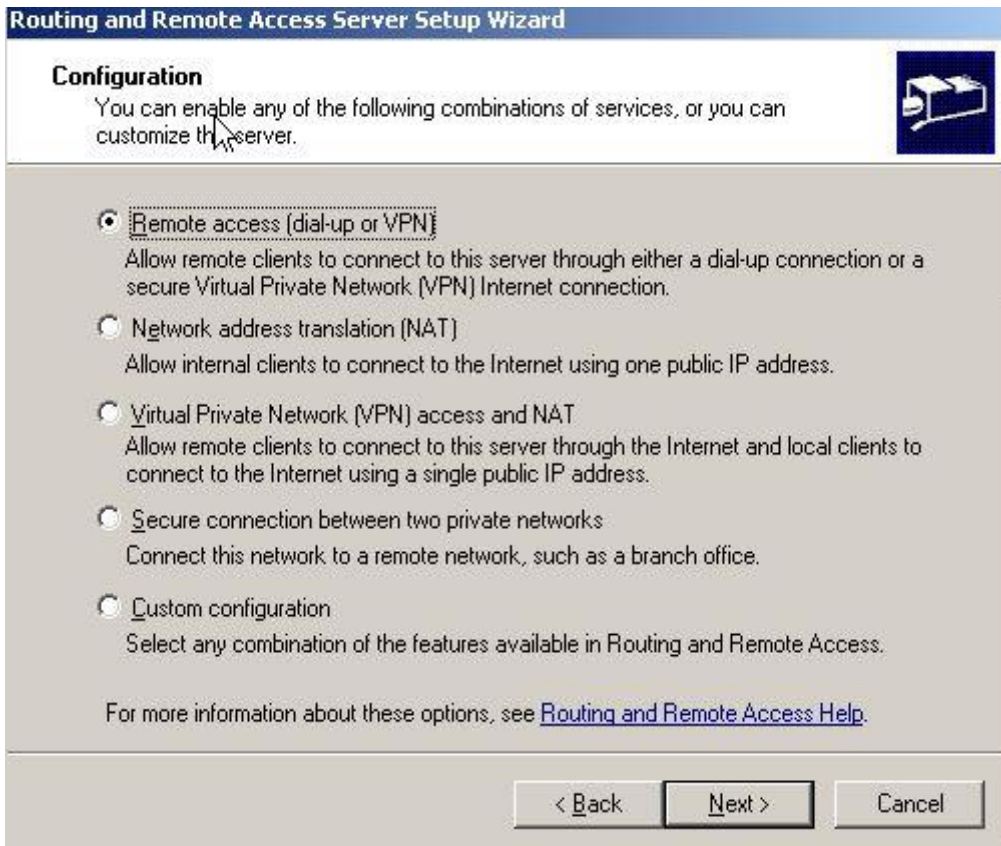 Routing and Remote Access Server Setup Wizard
Configuration
You can enable any of the following combinations of services, or you can
customize this server.
Remote access (dial-up or VPN)
Allow remote clients to connect to this server through either a dial-up connection or a
secure Virtual Private Network (VPN) Internet connection.
Network address translation (NAT)
Allow internal clients to connect to the Internet using one public IP address.
Virtual Private Network (VPN) access and NAT
Allow remote clients to connect to this server through the Internet and local clients to
connect to the Internet using a single public IP address.
Secure connection between two private networks
Connect this network to a remote network, such as a branch office.
Custom configuration
Select any combination of the features available in Routing and Remote Access.
For more information about these options, see Routing and Remote Access Help.
< Back Next > Cancel